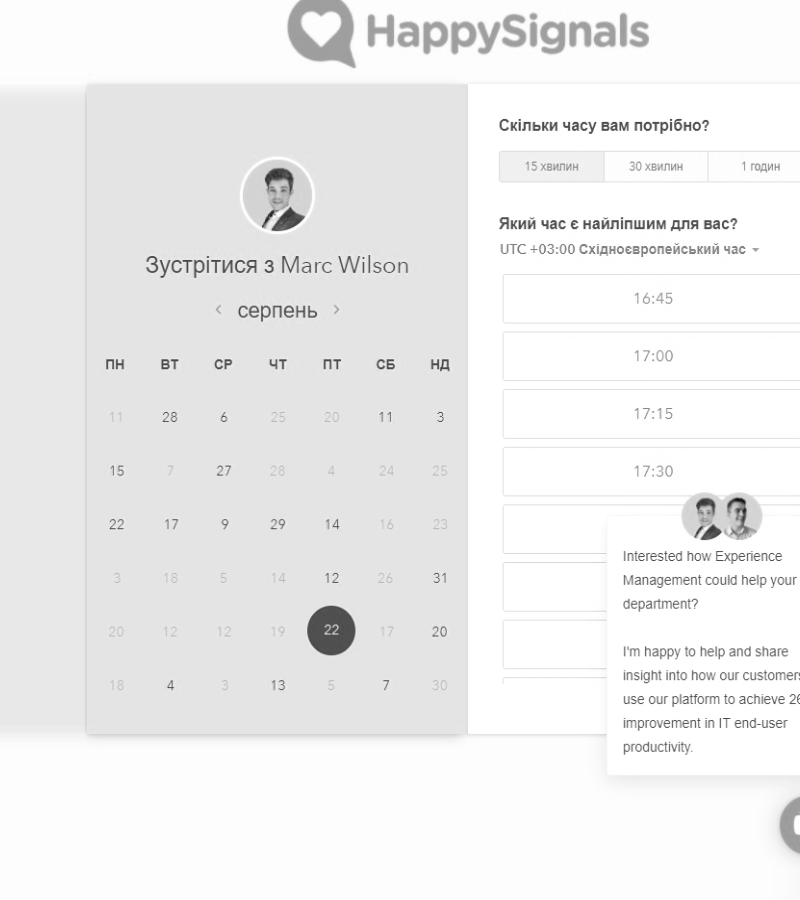 HappySignals
Зустрітися з Marc Wilson
серпень
ПН ВТ СР ЧТ ПТ СБ НД
11 28 6 25 20 11 3
15 7 27 28 4 24 25
22 17 9 29 14 16 23
3 18 5 14 12 26 31
20 12 12 19 22 17 20
18 4 3 13 5 7 30
Скільки часу вам потрібно?
15 хвилин 30 хвилин 1 годин
Який час є найліпшим для вас?
UTC +03:00 Східноєвропейський час
16:45
17:00
17:15
17:30
Interested how Experience
Management could help your
department?
I'm happy to help and share
insight into how our customers
use our platform to achieve 26
improvement in IT end-user
productivity.